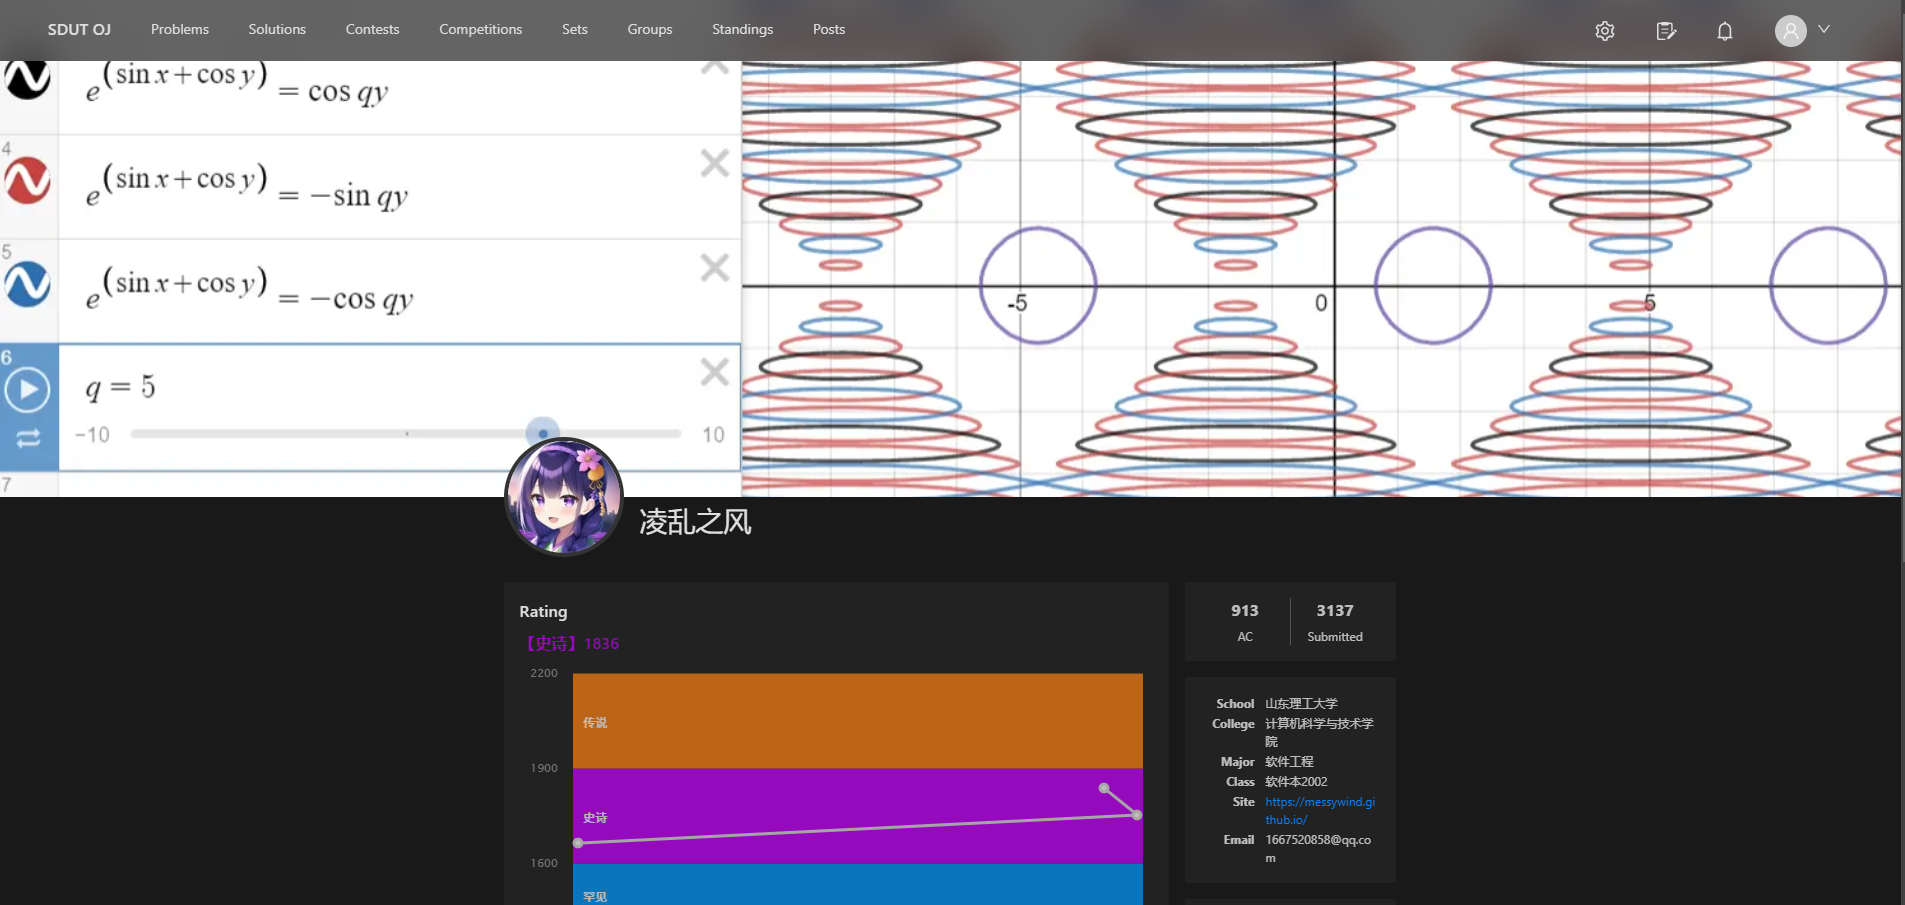 SDUT OJ Problems Solutions Contests Competitions Sets Groups Standings Posts
e^(sin x + cos y) = cos qy
4
e^(sin x + cos y) = −sin qy
5
e^(sin x + cos y) = −cos qy
6
q = 5
−10 10
7
-5 0 5
凌乱之风
Rating
【史诗】1836
2200
传说
1900
史诗
1600
罕见
913 3137
AC Submitted
School 山东理工大学
College 计算机科学与技术学
院
Major 软件工程
Class 软件本2002
Site https://messywind.gi
thub.io/
Email 1667520858@qq.co
m